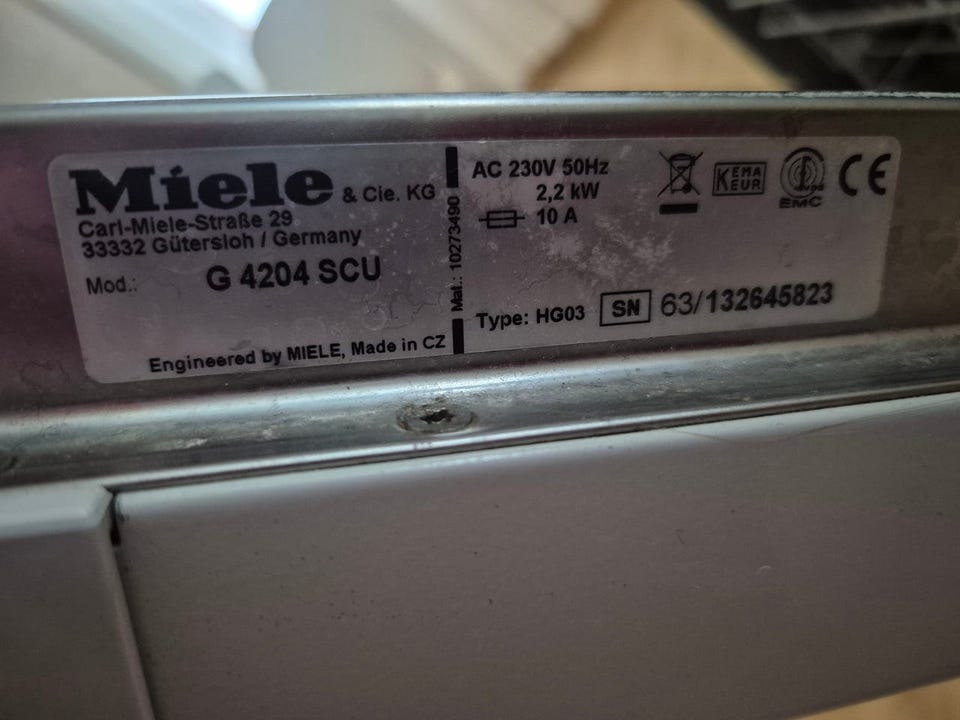 Miele & Cie. KG
Carl-Miele-Straße 29
33332 Gütersloh / Germany
Mod.: G 4204 SCU
Engineered by MIELE, Made in CZ
Mat.: 10273490
AC 230V 50Hz
2,2 kW
10 A
KEMA
KEUR
EMC
CE
Type: HG03 SN 63/132645823